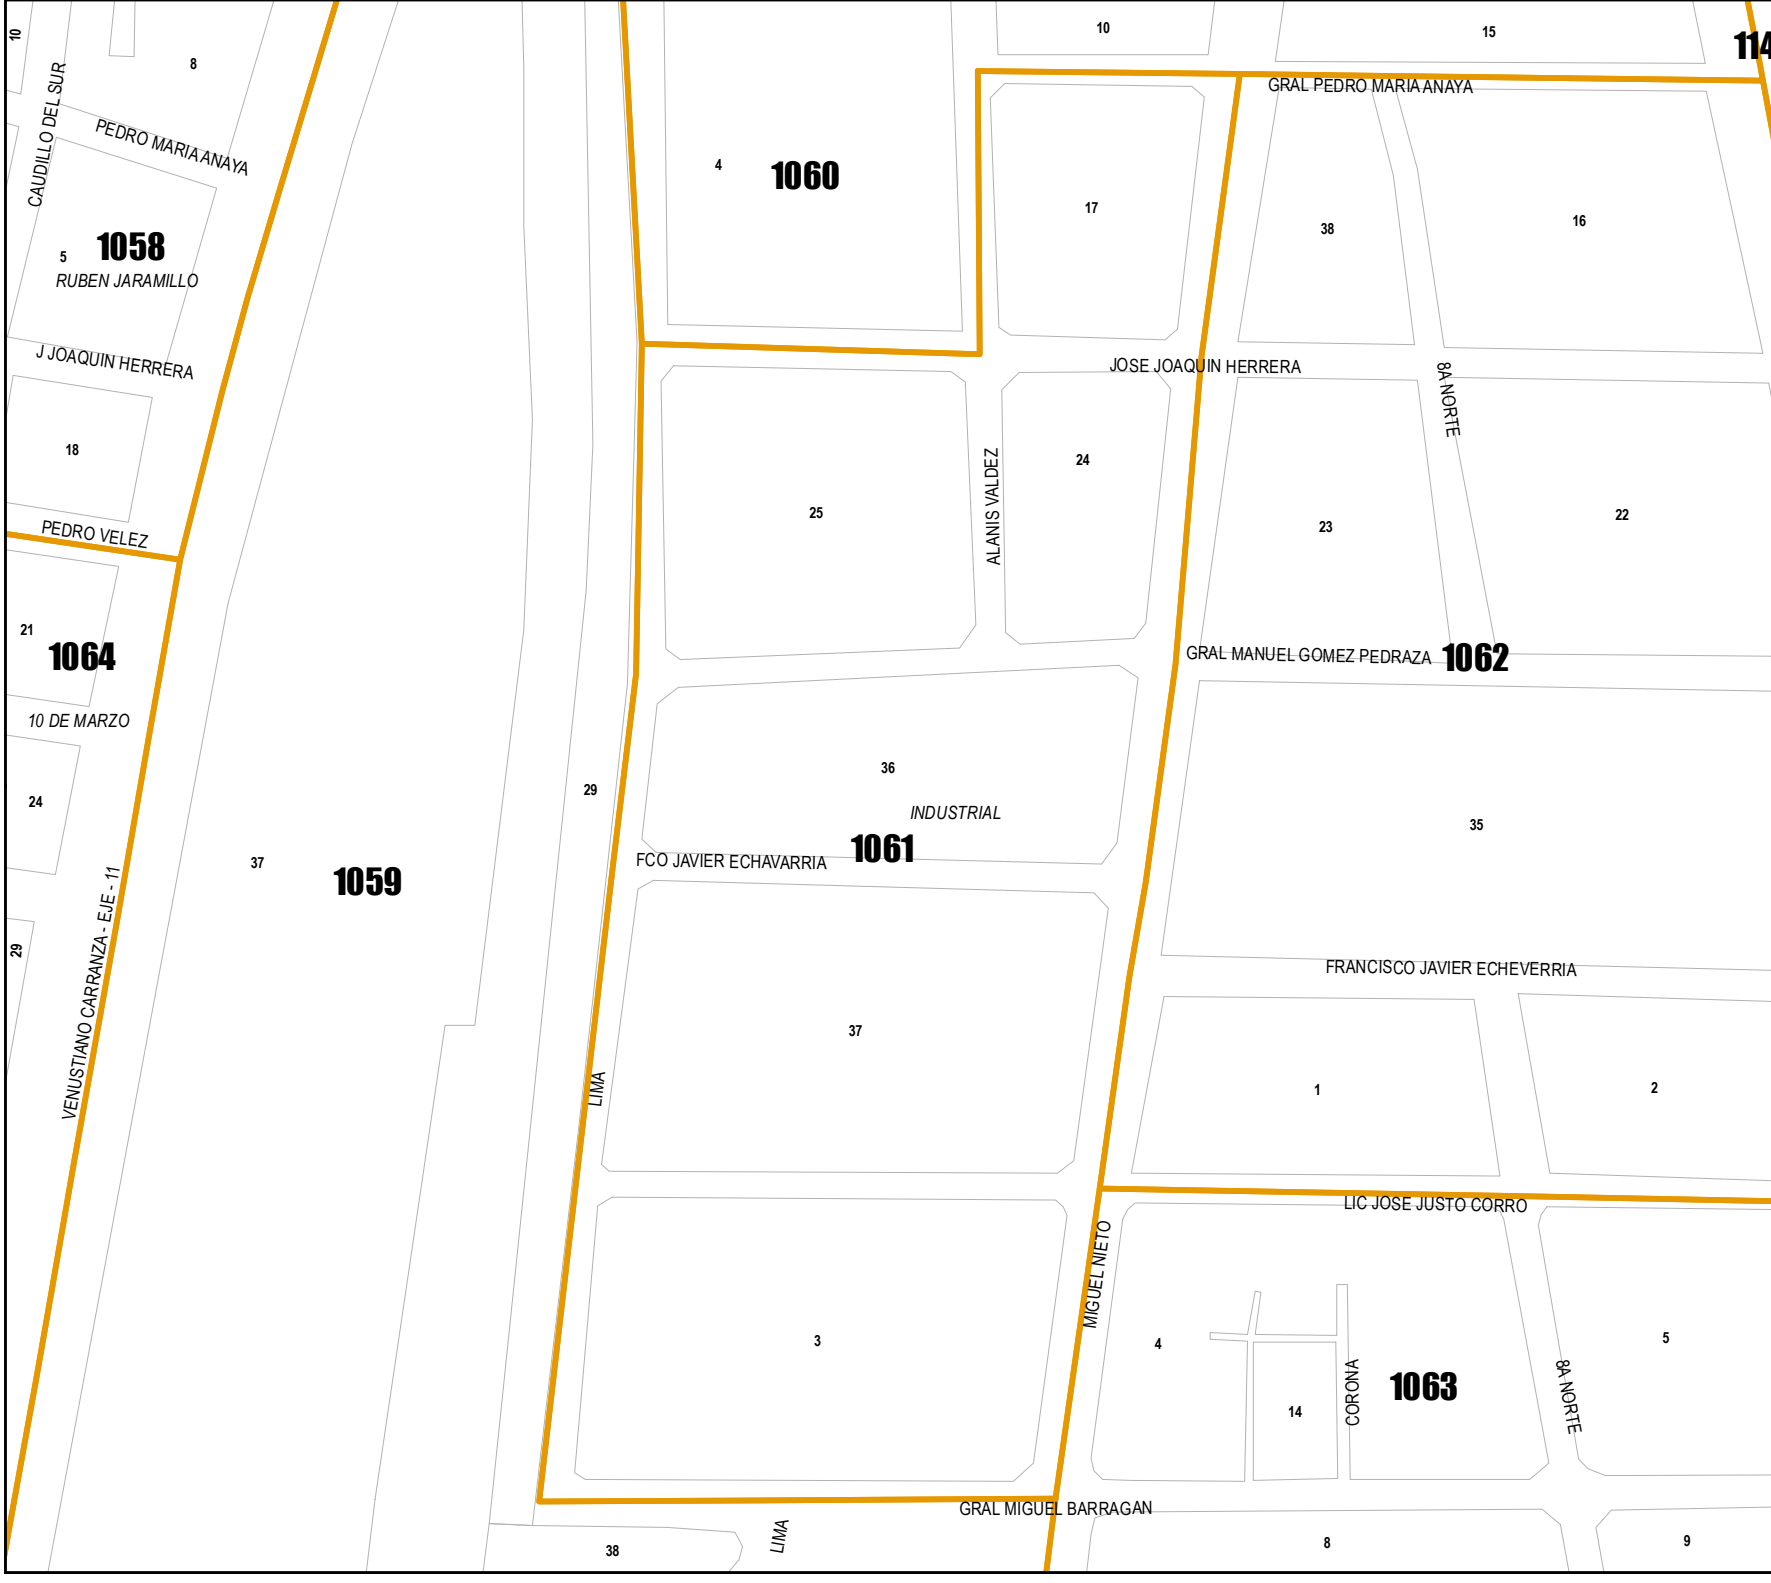 10
8
10
15
114
CAUDILLO DEL SUR
PEDRO MARIA ANAYA
GRAL PEDRO MARIA ANAYA
4
1060
17
38
16
5
1058
RUBEN JARAMILLO
J JOAQUIN HERRERA
JOSE JOAQUIN HERRERA
8A NORTE
18
25
ALANIS VALDEZ
24
23
22
PEDRO VELEZ
21
1064
GRAL MANUEL GOMEZ PEDRAZA
1062
10 DE MARZO
24
29
36
INDUSTRIAL
35
37
1059
FCO JAVIER ECHAVARRIA
1061
29
VENUSTIANO CARRANZA - EJE - 11
FRANCISCO JAVIER ECHEVERRIA
37
LIMA
1
2
LIC JOSE JUSTO CORRO
MIGUEL NIETO
3
4
5
14
CORONA
1063
8A NORTE
GRAL MIGUEL BARRAGAN
38
LIMA
8
9